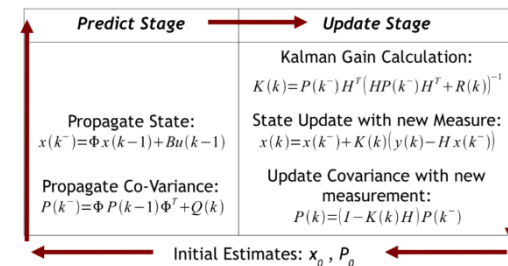 Predict Stage
Update Stage
Kalman Gain Calculation:
K(k)=P(k⁻)Hᵀ(HP(k⁻)Hᵀ+R(k))⁻¹
Propagate State:
x(k⁻)=Φx(k−1)+Bu(k−1)
State Update with new Measure:
x(k)=x(k⁻)+K(k)(y(k)−Hx(k⁻))
Propagate Co-Variance:
P(k⁻)=ΦP(k−1)Φᵀ+Q(k)
Update Covariance with new
measurement:
P(k)=(I−K(k)H)P(k⁻)
Initial Estimates: x₀ , P₀